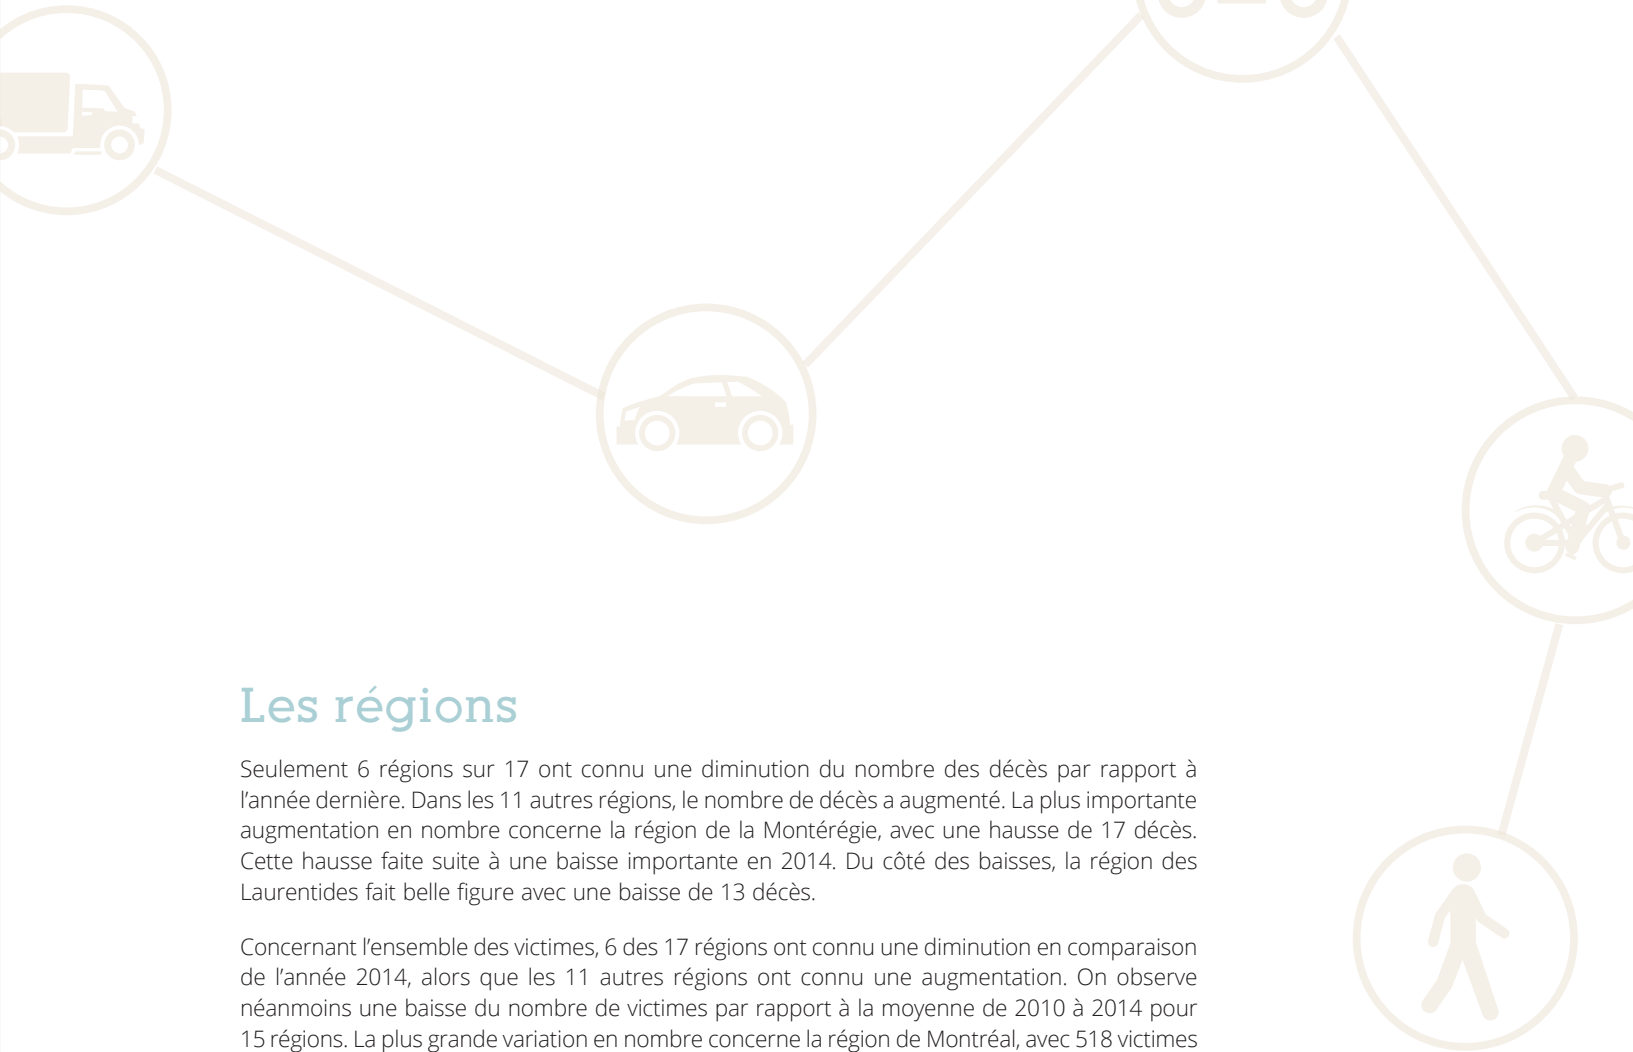 Les régions
Seulement 6 régions sur 17 ont connu une diminution du nombre des décès par rapport à
l’année dernière. Dans les 11 autres régions, le nombre de décès a augmenté. La plus importante
augmentation en nombre concerne la région de la Montérégie, avec une hausse de 17 décès.
Cette hausse faite suite à une baisse importante en 2014. Du côté des baisses, la région des
Laurentides fait belle figure avec une baisse de 13 décès.
Concernant l’ensemble des victimes, 6 des 17 régions ont connu une diminution en comparaison
de l’année 2014, alors que les 11 autres régions ont connu une augmentation. On observe
néanmoins une baisse du nombre de victimes par rapport à la moyenne de 2010 à 2014 pour
15 régions. La plus grande variation en nombre concerne la région de Montréal, avec 518 victimes